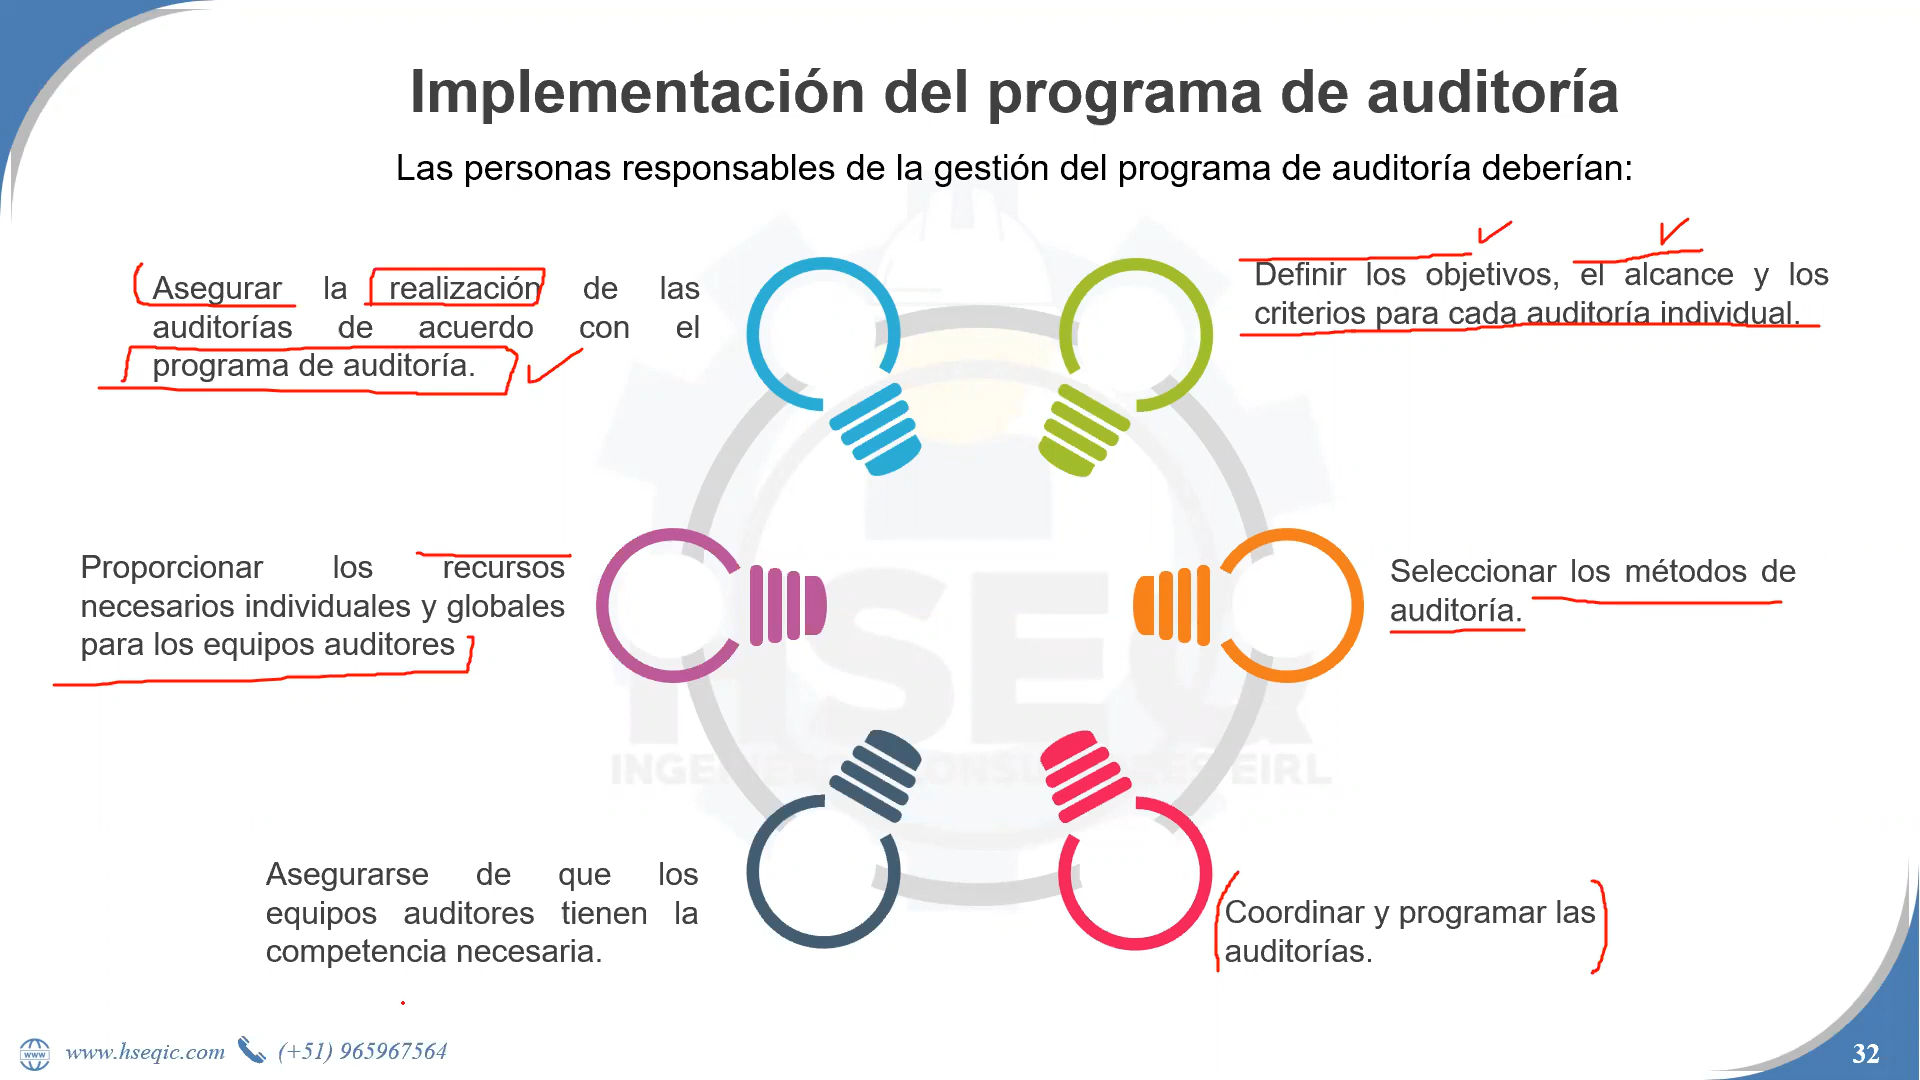 Implementación del programa de auditoría
Las personas responsables de la gestión del programa de auditoría deberían:
Asegurar la realización de las
auditorías de acuerdo con el
programa de auditoría.
Definir los objetivos, el alcance y los
criterios para cada auditoría individual.
Proporcionar los recursos
necesarios individuales y globales
para los equipos auditores
Seleccionar los métodos de
auditoría.
HSEQ
Asegurarse de que los
equipos auditores tienen la
competencia necesaria.
Coordinar y programar las
auditorías.
www
www.hseqic.com
(+51) 965967564
32